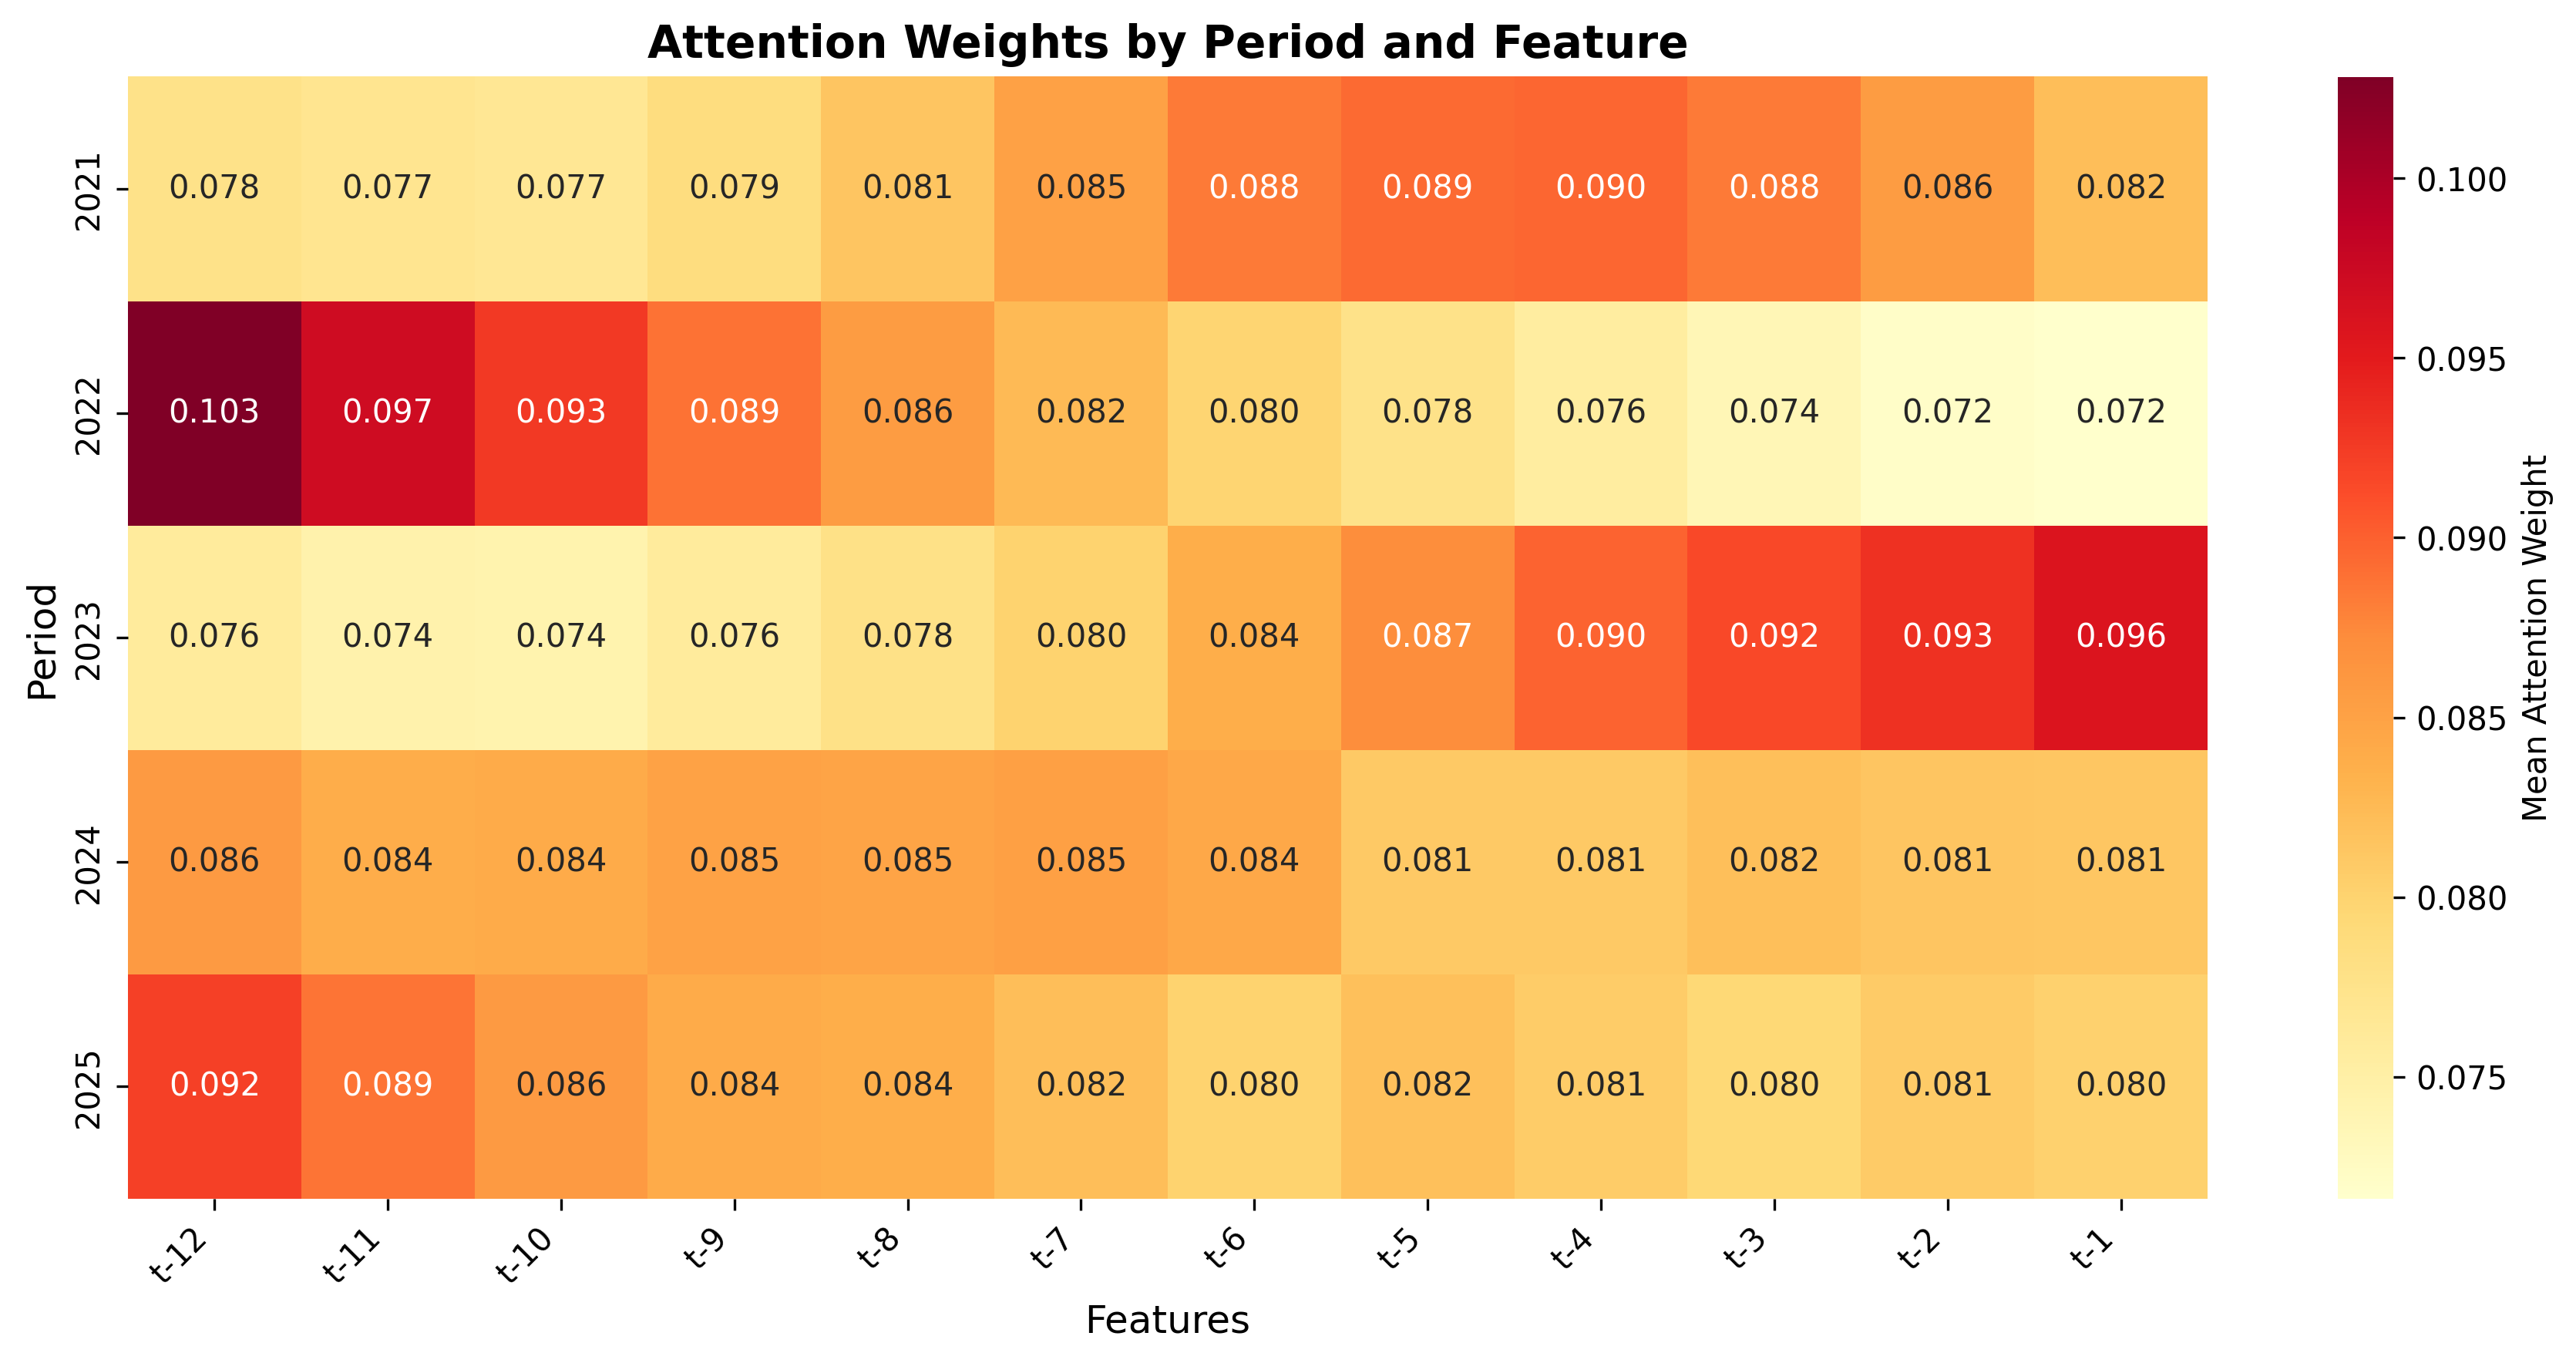 Attention Weights by Period and Feature
2021
0.078 0.077 0.077 0.079 0.081 0.085 0.088 0.089 0.090 0.088 0.086 0.082
2022
0.103 0.097 0.093 0.089 0.086 0.082 0.080 0.078 0.076 0.074 0.072 0.072
2023
0.076 0.074 0.074 0.076 0.078 0.080 0.084 0.087 0.090 0.092 0.093 0.096
2024
0.086 0.084 0.084 0.085 0.085 0.085 0.084 0.081 0.081 0.082 0.081 0.081
2025
0.092 0.089 0.086 0.084 0.084 0.082 0.080 0.082 0.081 0.080 0.081 0.080
Period
t-12 t-11 t-10 t-9 t-8 t-7 t-6 t-5 t-4 t-3 t-2 t-1
Features
0.100
0.095
0.090
0.085
0.080
0.075
Mean Attention Weight